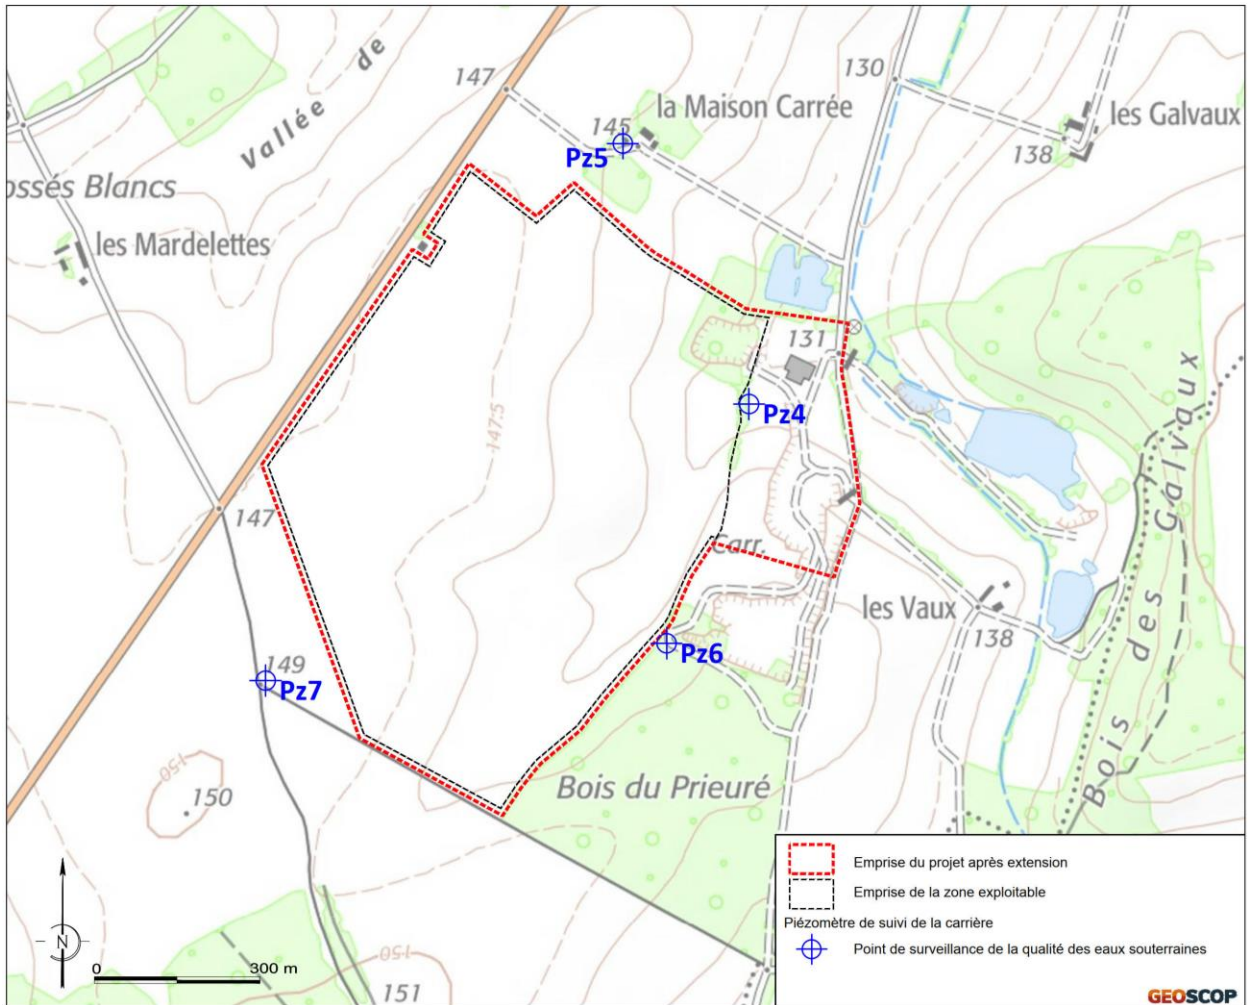 Vallée de
147
130
la Maison Carrée
145
les Galvaux
Pz5
138
ossés Blancs
les Mardelettes
131
Pz4
1475
147
Carr.
les Vaux
138
Bois des Galvaux
Pz6
149
Pz7
150
150
Bois du Prieuré
150
151
N
0 300 m
Emprise du projet après extension
Emprise de la zone exploitable
Piézomètre de suivi de la carrière
Point de surveillance de la qualité des eaux souterraines
GEOSCOP